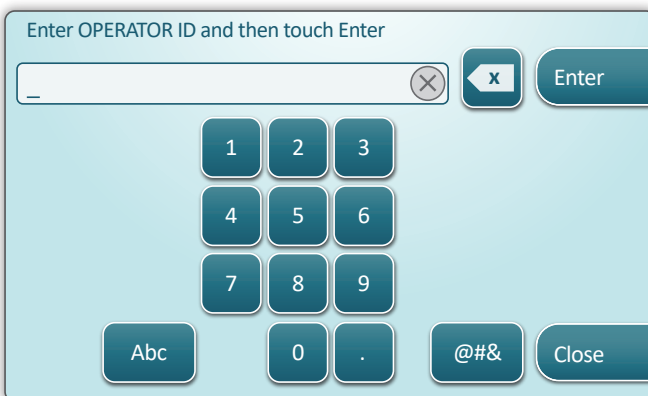 Enter OPERATOR ID and then touch Enter
_
x
Enter
1 2 3
4 5 6
7 8 9
Abc 0 . @#& Close